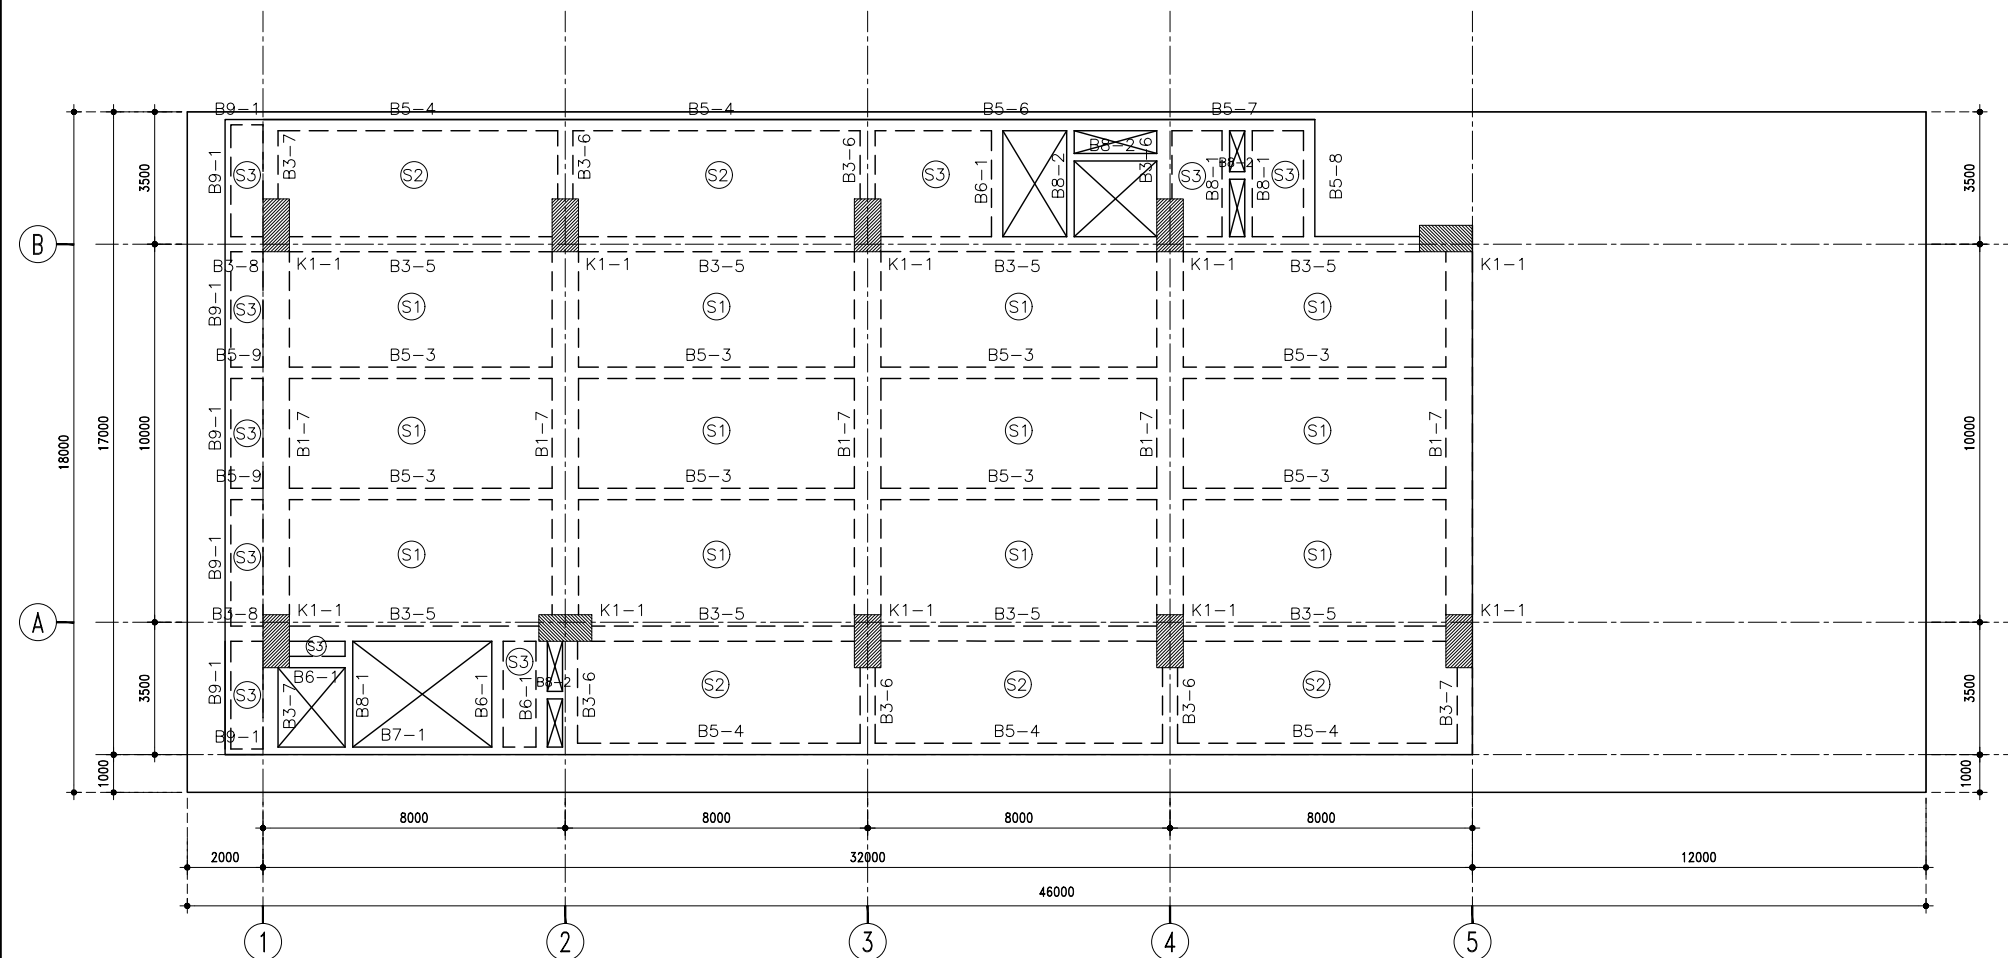 B9-1 B5-4 B5-4 B5-6 B5-7
B9-1 S3 B3-7 S2 B3-6 S2 B3-6 S3 B6-1 B8-2 B8-2 B3-6 S3 B8-1 B8-2 B8-1 S3 B5-8
3500 3500
B
B3-8 K1-1 B3-5 K1-1 B3-5 K1-1 B3-5 K1-1 B3-5 K1-1
B9-1 S3 S1 S1 S1 S1
B5-9 B5-3 B5-3 B5-3 B5-3
18000 17000 10000 B9-1 S3 B1-7 S1 B1-7 S1 B1-7 S1 B1-7 S1 B1-7 10000
B5-9 B5-3 B5-3 B5-3 B5-3
B9-1 S3 S1 S1 S1 S1
B3-8 K1-1 B3-5 K1-1 B3-5 K1-1 B3-5 K1-1 B3-5 K1-1
A
S3
3500 B9-1 S3 B6-1 B3-7 B8-1 B6-1 S3 B6-1 B8-2 B3-6 S2 B3-6 S2 B3-6 S2 B3-7 3500
B9-1 B7-1 B5-4 B5-4 B5-4
1000 1000
8000 8000 8000 8000
2000 32000 12000
46000
1 2 3 4 5